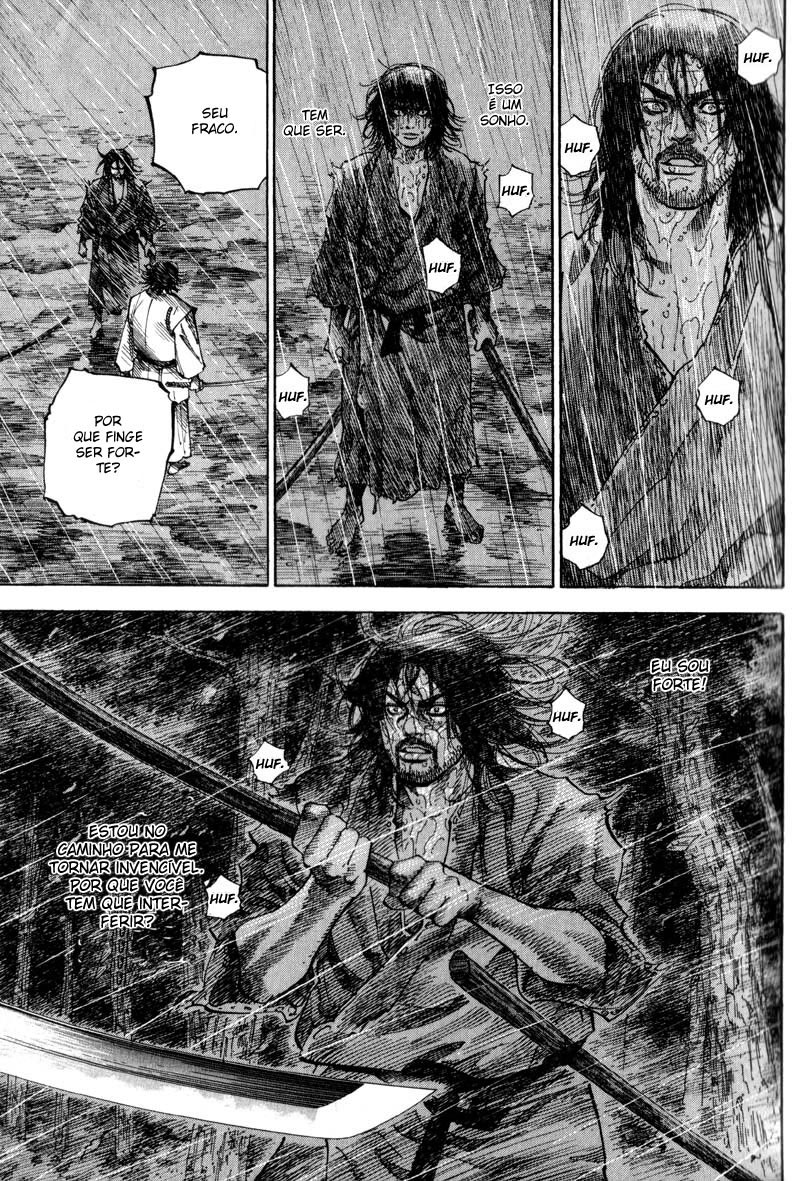 HUF.
HUF.
HUF.
HUF.
ISSO
É UM
SONHO.
TEM
QUE SER.
HUF.
HUF.
HUF.
SEU
FRACO.
POR
QUE FINGE
SER FOR-
TE?
EU SOU
FORTE!
HUF.
HUF.
HUF.
ESTOU NO
CAMINHO PARA ME
TORNAR INVENCÍVEL.
POR QUE VOCÊ
TEM QUE INTER-
FERIR?